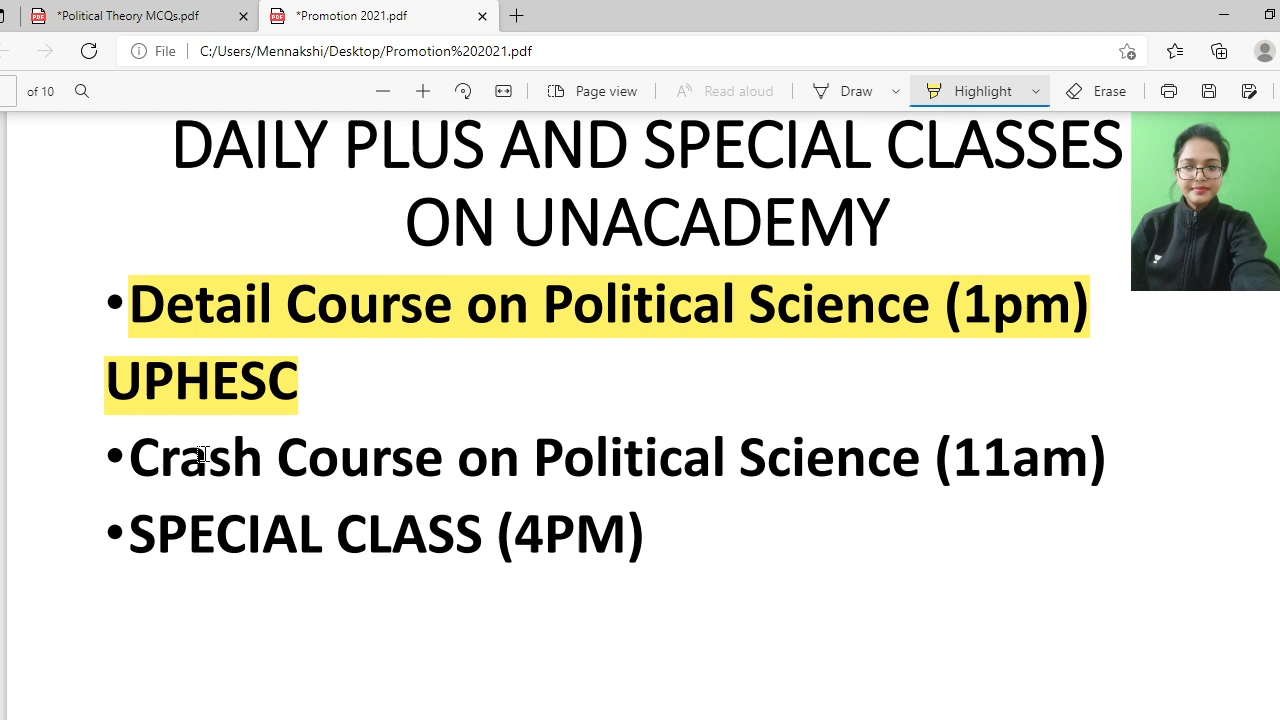 *Political Theory MCQs.pdf
*Promotion 2021.pdf
File
C:/Users/Mennakshi/Desktop/Promotion%202021.pdf
of 10
Page view
Read aloud
Draw
Highlight
Erase
DAILY PLUS AND SPECIAL CLASSES
ON UNACADEMY
•Detail Course on Political Science (1pm)
UPHESC
•Crash Course on Political Science (11am)
•SPECIAL CLASS (4PM)